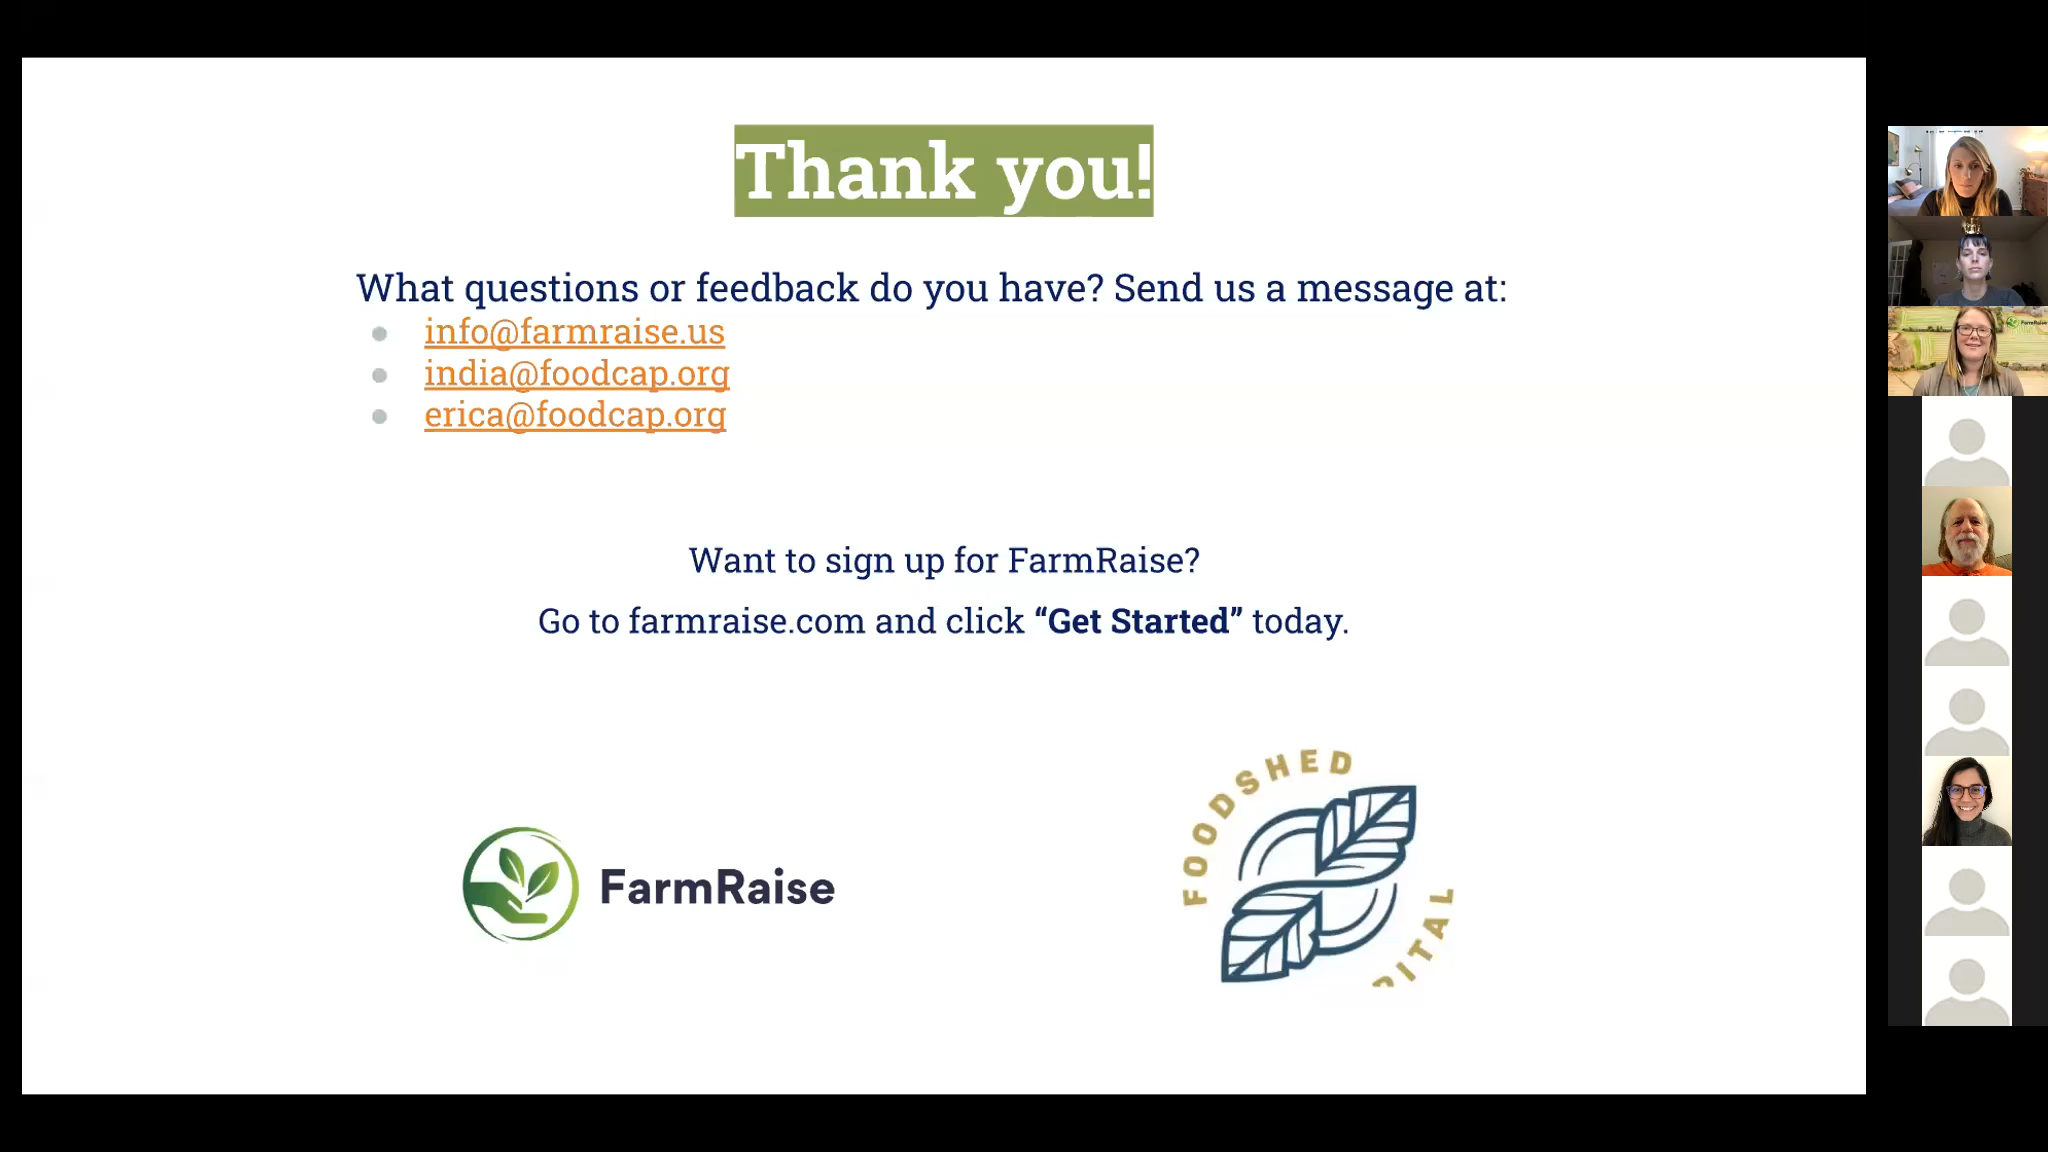 Thank you!
What questions or feedback do you have? Send us a message at:
info@farmraise.us
india@foodcap.org
erica@foodcap.org
Want to sign up for FarmRaise?
Go to farmraise.com and click “Get Started” today.
FarmRaise
FOODSHED
PITAL
FarmRaise